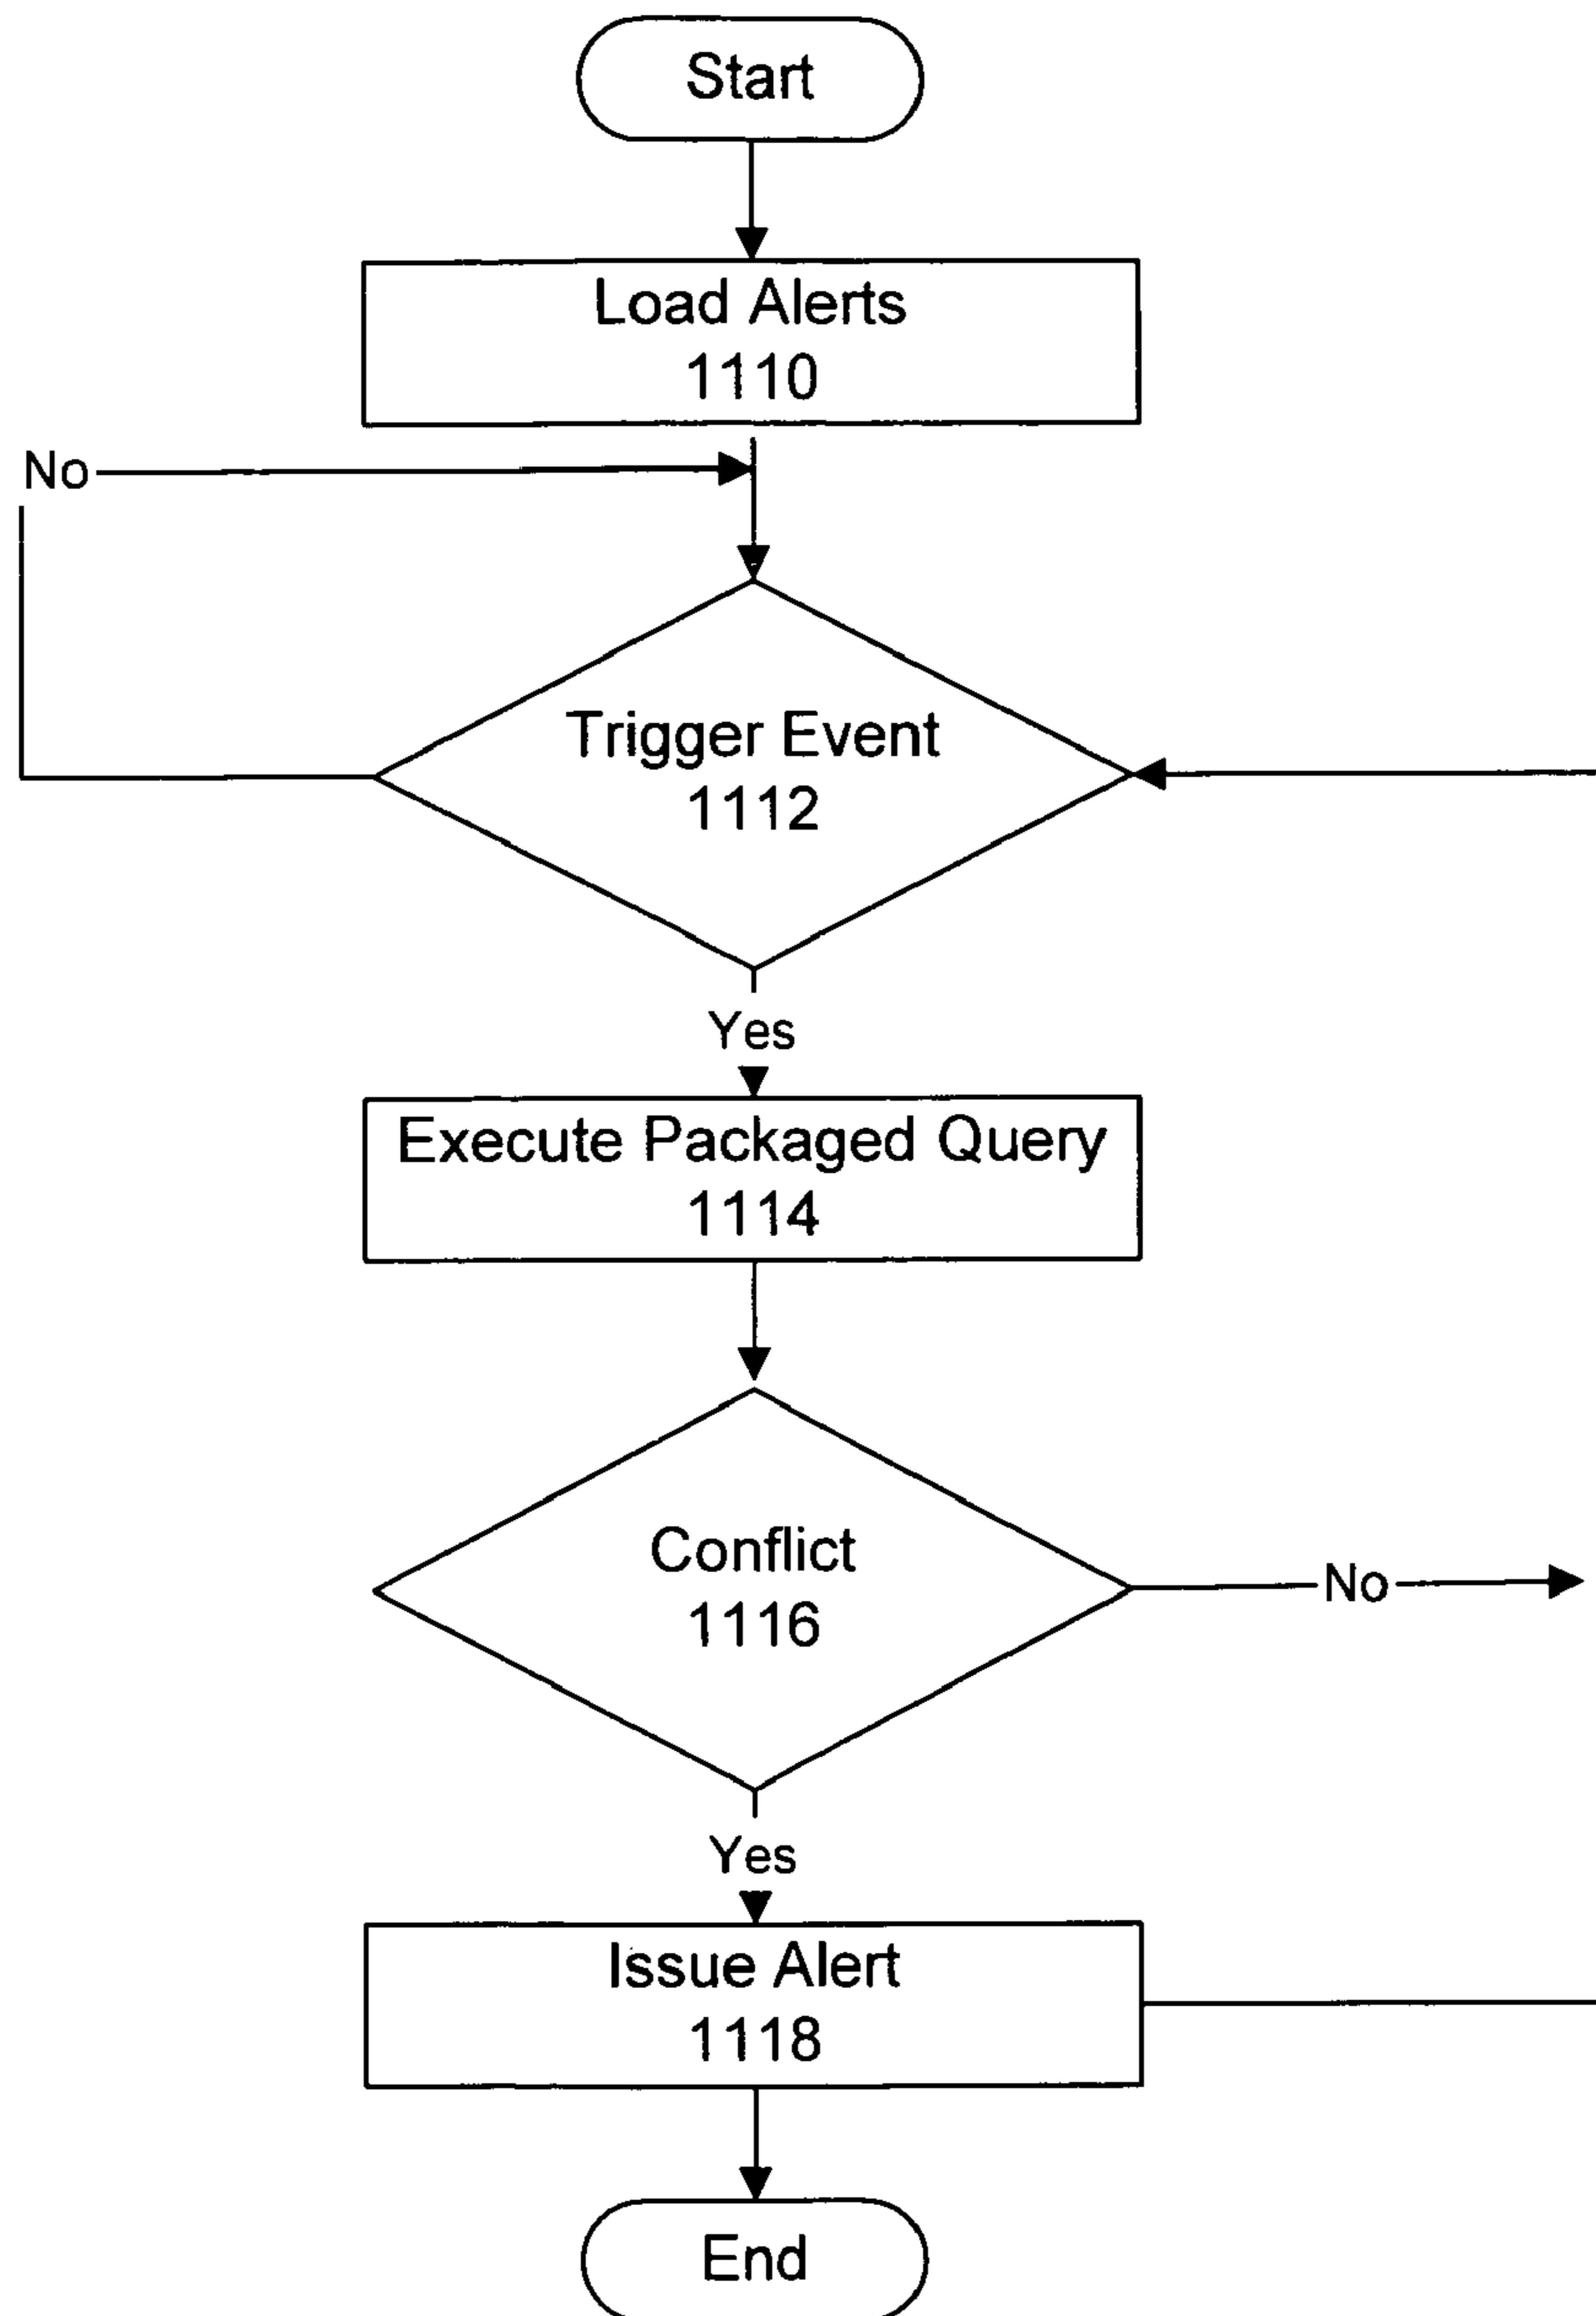 Start
Load Alerts
1110
No
Trigger Event
1112
Yes
Execute Packaged Query
1114
Conflict
1116
No
Yes
Issue Alert
1118
End